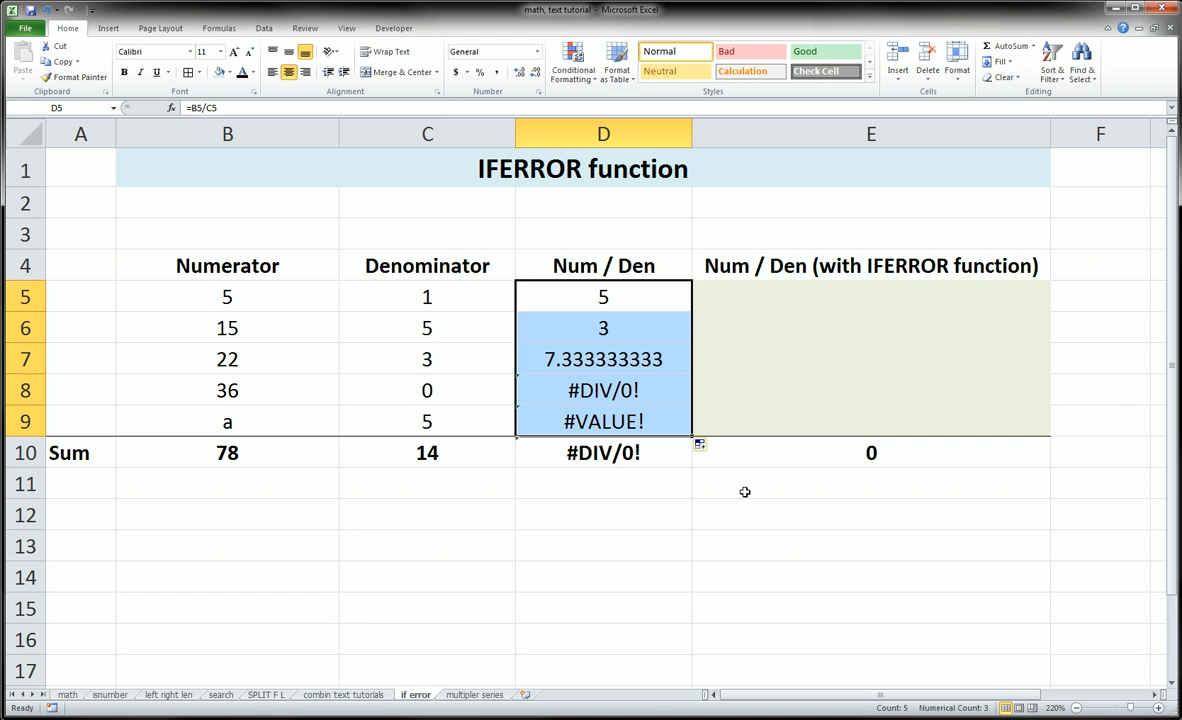 math, text tutorial - Microsoft Excel
File Home Insert Page Layout Formulas Data Review View Developer
Paste
Cut
Copy
Format Painter
Clipboard
Calibri 11
B I U
Font
Wrap Text
Merge & Center
Alignment
General
$ % ,
Number
Conditional Formatting
Format as Table
Normal Bad Good
Neutral Calculation Check Cell
Styles
Insert Delete Format
Cells
AutoSum
Fill
Clear
Sort & Filter
Find & Select
Editing
D5 fx =B5/C5
A B C D E F
1 IFERROR function
2
3
4 Numerator Denominator Num / Den Num / Den (with IFERROR function)
5 5 1 5
6 15 5 3
7 22 3 7.333333333
8 36 0 #DIV/0!
9 a 5 #VALUE!
10 Sum 78 14 #DIV/0! 0
11
12
13
14
15
16
17
math isnumber left right len search SPLIT F L combin text tutorials if error multipler series
Ready Count: 5 Numerical Count: 3 220%